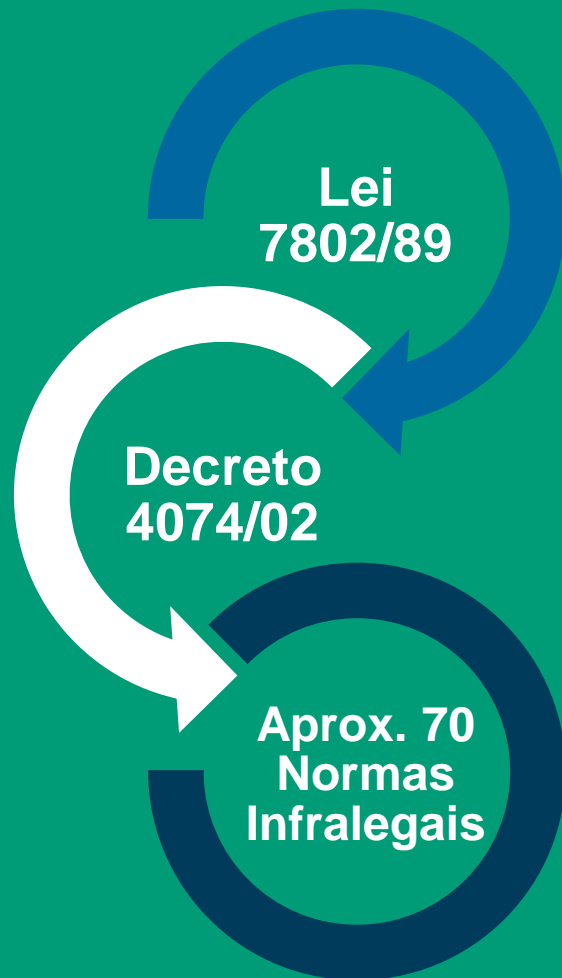 Lei
7802/89
Decreto
4074/02
Aprox. 70
Normas
Infralegais